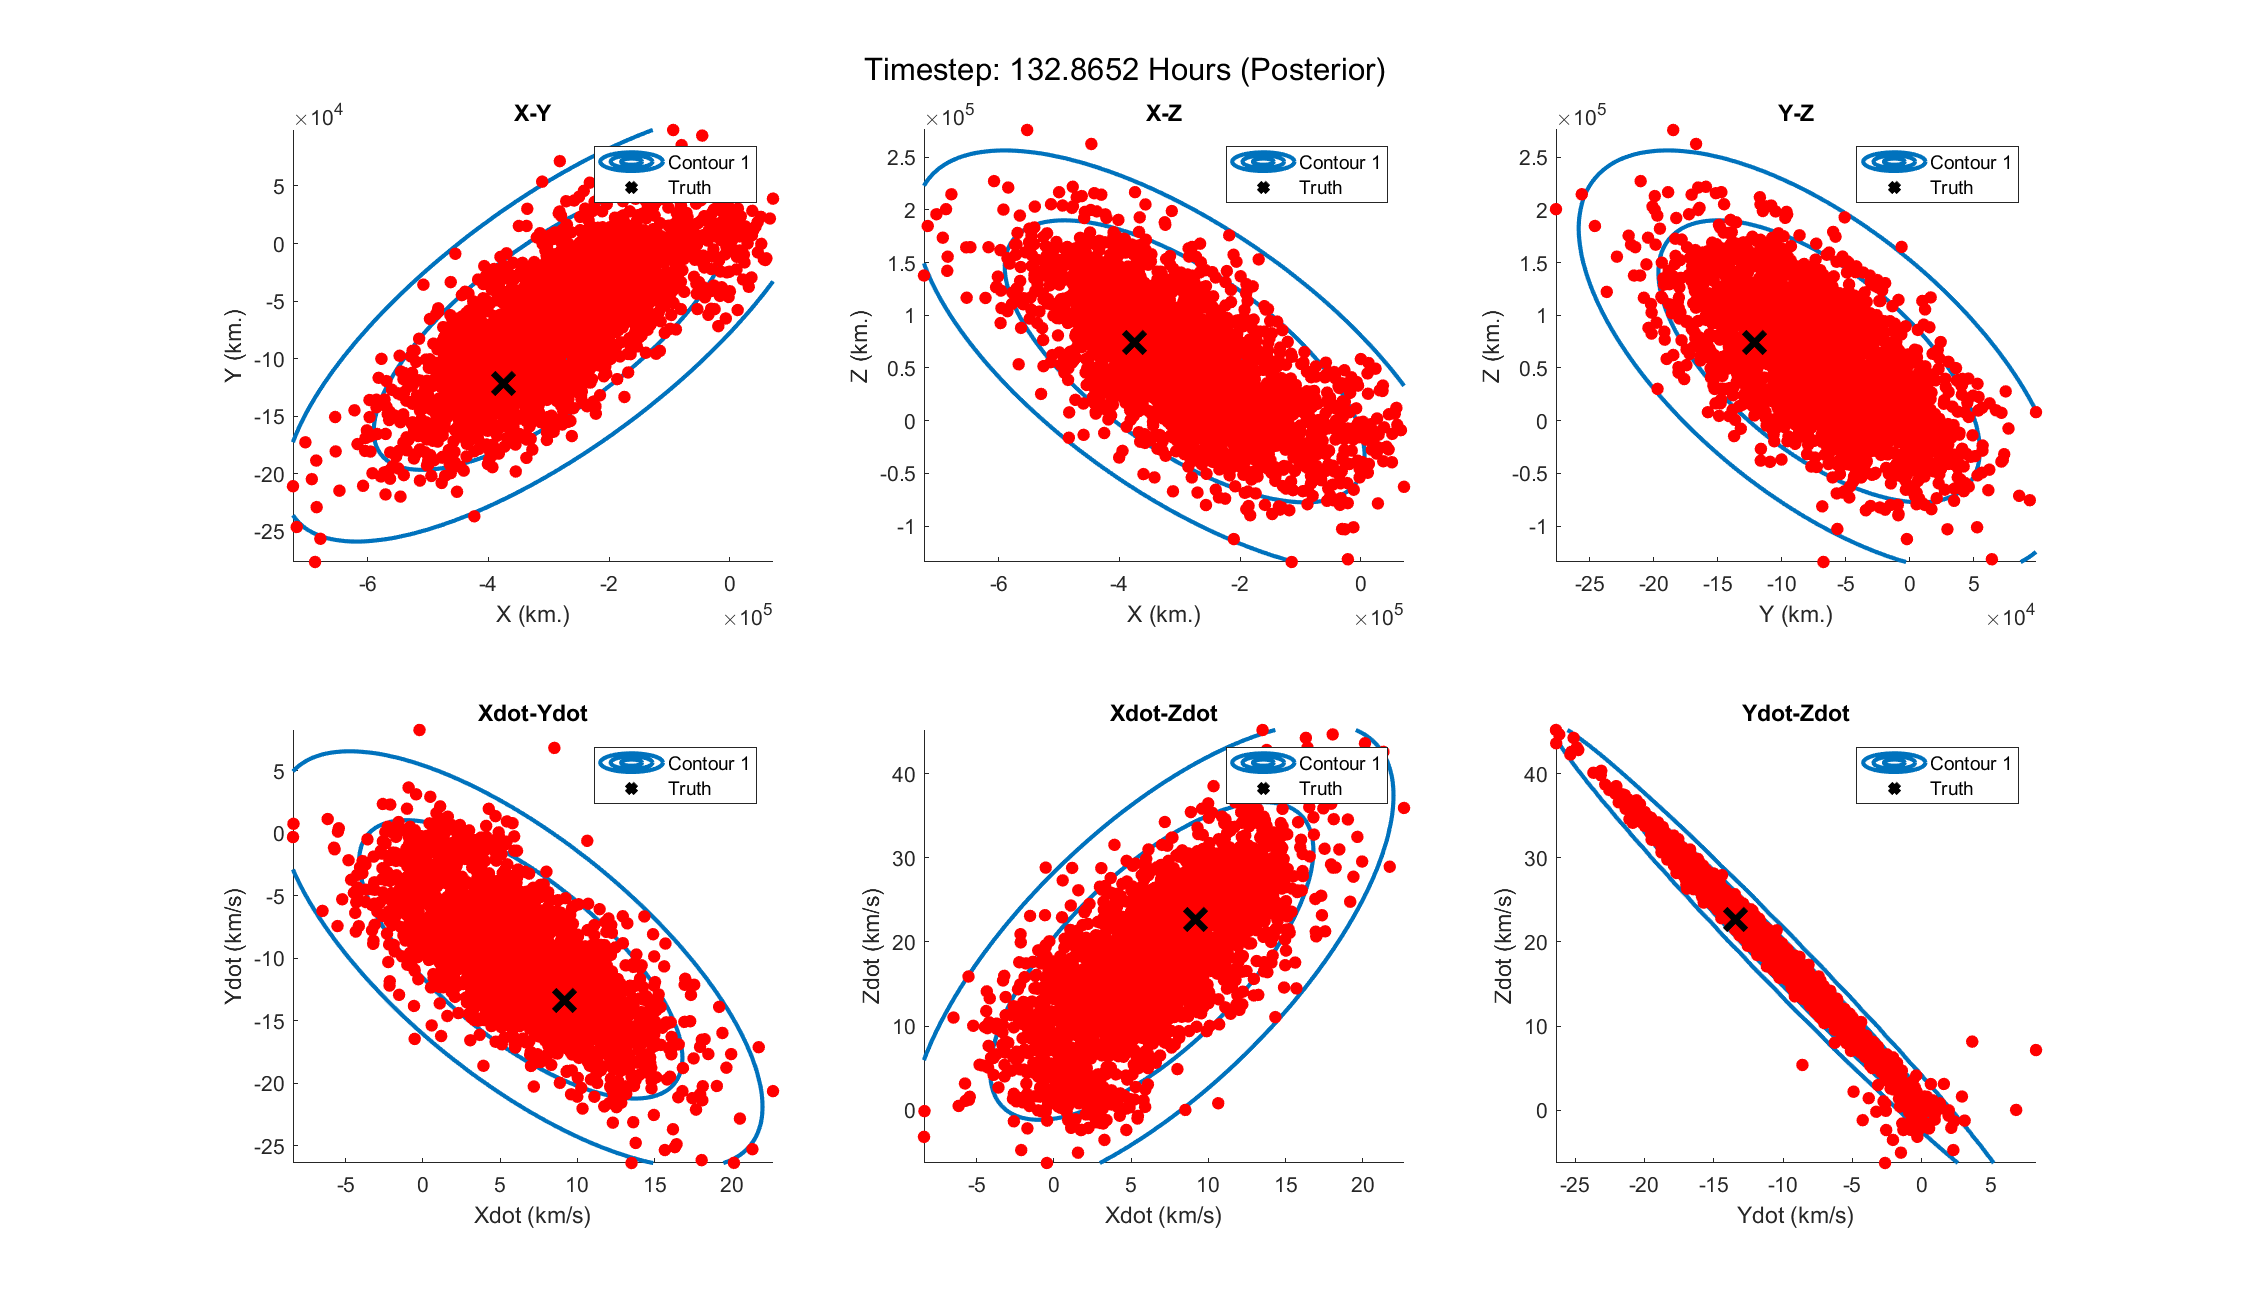 Timestep: 132.8652 Hours (Posterior)
X-Y
×10^4
5
0
-5
-10
-15
-20
-25
Y (km.)
-6 -4 -2 0
X (km.)
×10^5
Contour 1
Truth
X-Z
×10^5
2.5
2
1.5
1
0.5
0
-0.5
-1
Z (km.)
-6 -4 -2 0
X (km.)
×10^5
Contour 1
Truth
Y-Z
×10^5
2.5
2
1.5
1
0.5
0
-0.5
-1
Z (km.)
-25 -20 -15 -10 -5 0 5
Y (km.)
×10^4
Contour 1
Truth
Xdot-Ydot
5
0
-5
-10
-15
-20
-25
Ydot (km/s)
-5 0 5 10 15 20
Xdot (km/s)
Contour 1
Truth
Xdot-Zdot
40
30
20
10
0
Zdot (km/s)
-5 0 5 10 15 20
Xdot (km/s)
Contour 1
Truth
Ydot-Zdot
40
30
20
10
0
Zdot (km/s)
-25 -20 -15 -10 -5 0 5
Ydot (km/s)
Contour 1
Truth